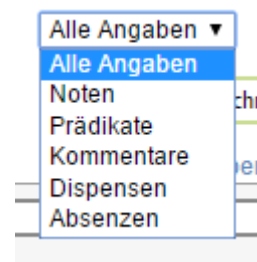 Alle Angaben ▼
Alle Angaben
Noten
Prädikate
Kommentare
Dispensen
Absenzen